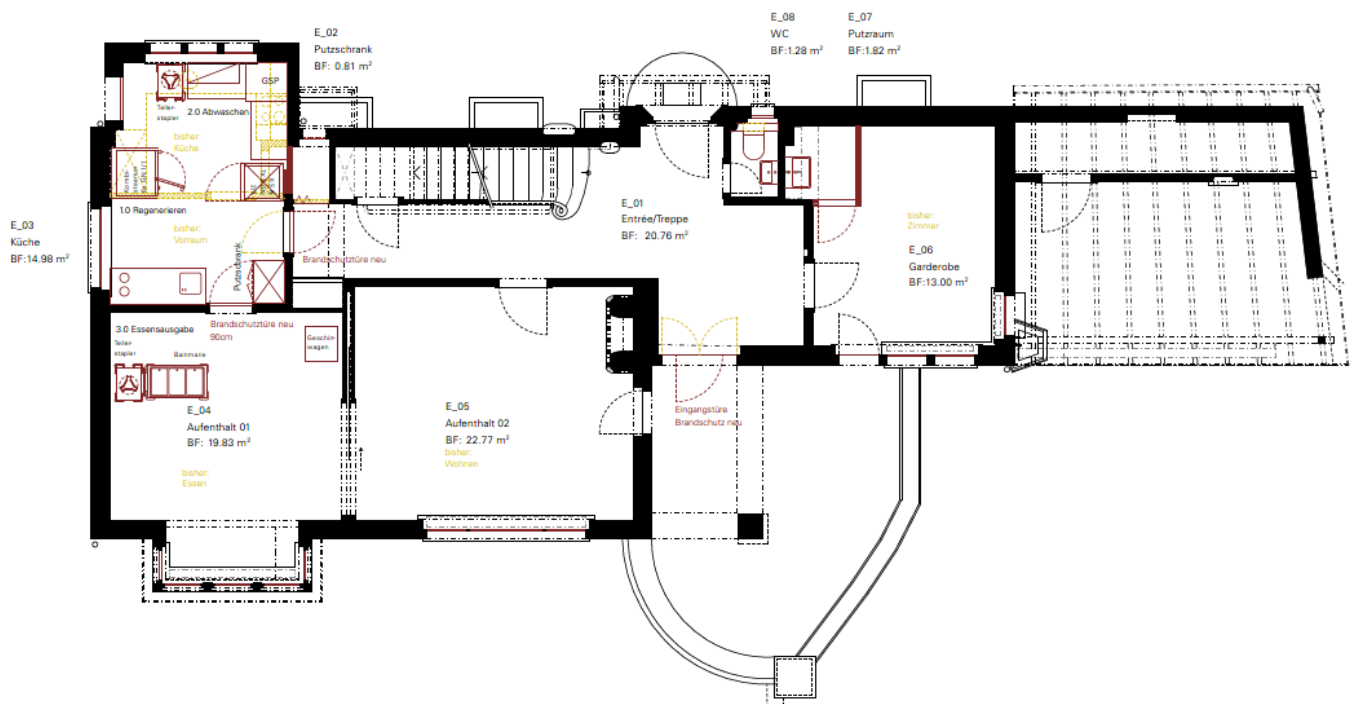 E_02
Putzschrank
BF: 0.81 m²
E_08
WC
BF:1.28 m²
E_07
Putzraum
BF:1.82 m²
GSP
Teller-
stapler
2.0 Abwaschen
bisher:
Küche
1.0 Regenerieren
bisher:
Vorraum
Putzschrank
E_03
Küche
BF:14.98 m²
E_01
Entrée/Treppe
BF: 20.76 m²
bisher:
Zimmer
E_06
Garderobe
BF:13.00 m²
Brandschutztüre neu
3.0 Essensausgabe
Teller-
stapler
Bainmarie
Brandschutztüre neu
90cm
Geschirr-
wagen
E_04
Aufenthalt 01
BF: 19.83 m²
bisher:
Essen
E_05
Aufenthalt 02
BF: 22.77 m²
bisher:
Wohnen
Eingangstüre
Brandschutz neu